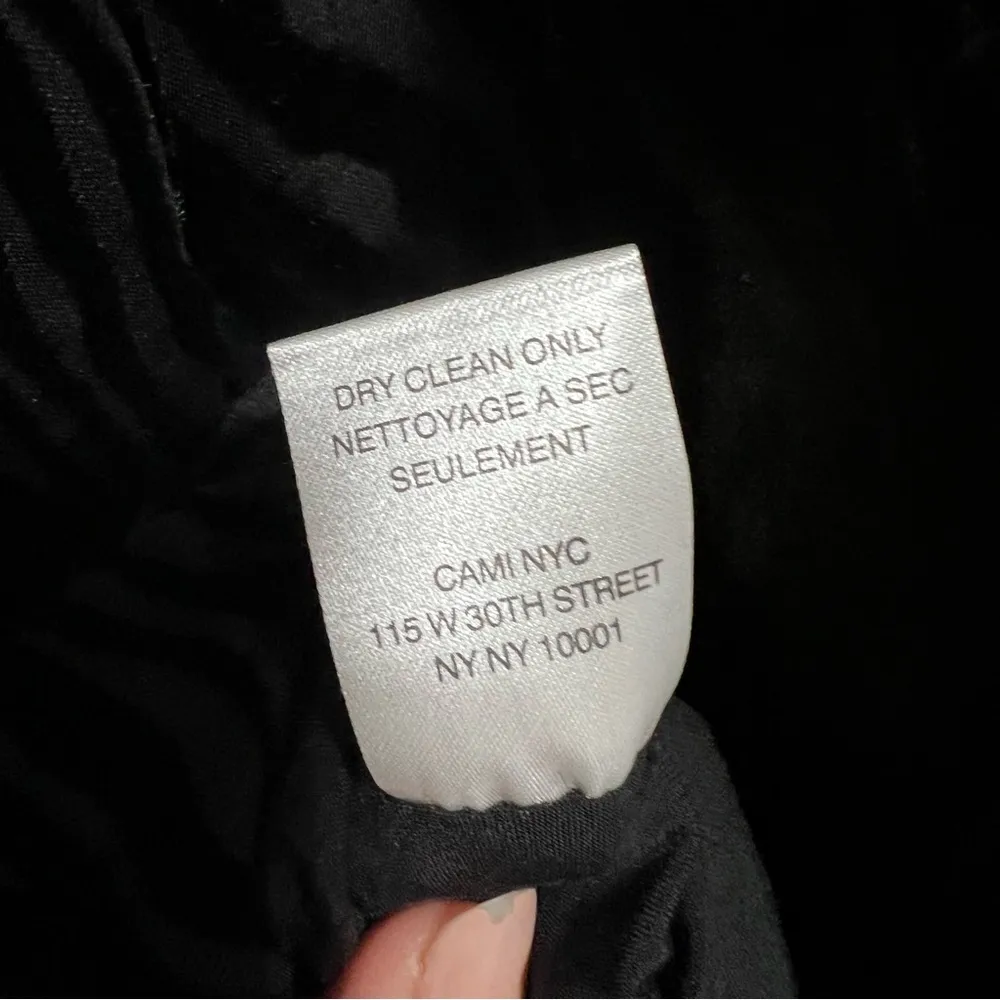 DRY CLEAN ONLY
NETTOYAGE A SEC
SEULEMENT
CAMI NYC
115 W 30TH STREET
NY NY 10001